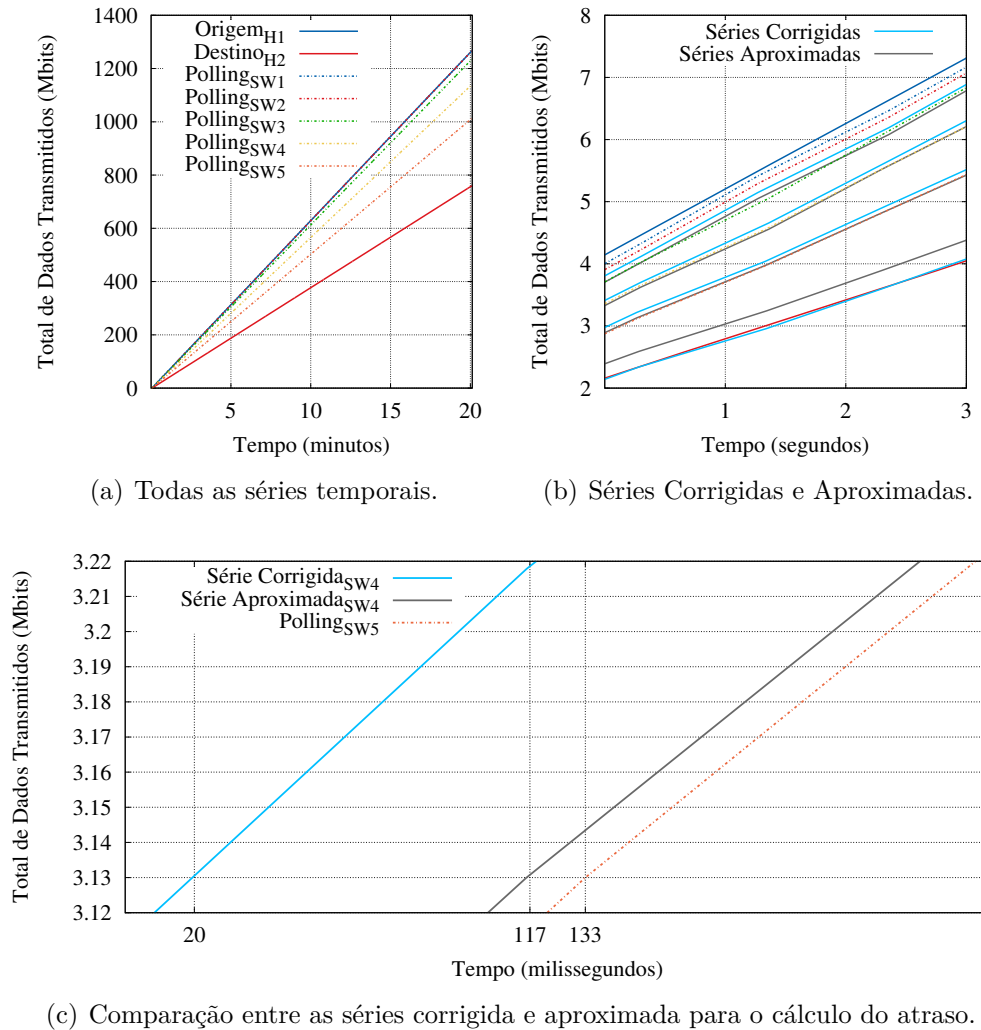 Total de Dados Transmitidos (Mbits)
1400
1200
1000
800
600
400
200
0
Origem_H1
Destino_H2
Polling_SW1
Polling_SW2
Polling_SW3
Polling_SW4
Polling_SW5
5 10 15 20
Tempo (minutos)
(a) Todas as séries temporais.
Total de Dados Transmitidos (Mbits)
8
7
6
5
4
3
2
Séries Corrigidas
Séries Aproximadas
1 2 3
Tempo (segundos)
(b) Séries Corrigidas e Aproximadas.
Total de Dados Transmitidos (Mbits)
3.22
3.21
3.2
3.19
3.18
3.17
3.16
3.15
3.14
3.13
3.12
Série Corrigida_SW4
Série Aproximada_SW4
Polling_SW5
20 117 133
Tempo (milissegundos)
(c) Comparação entre as séries corrigida e aproximada para o cálculo do atraso.